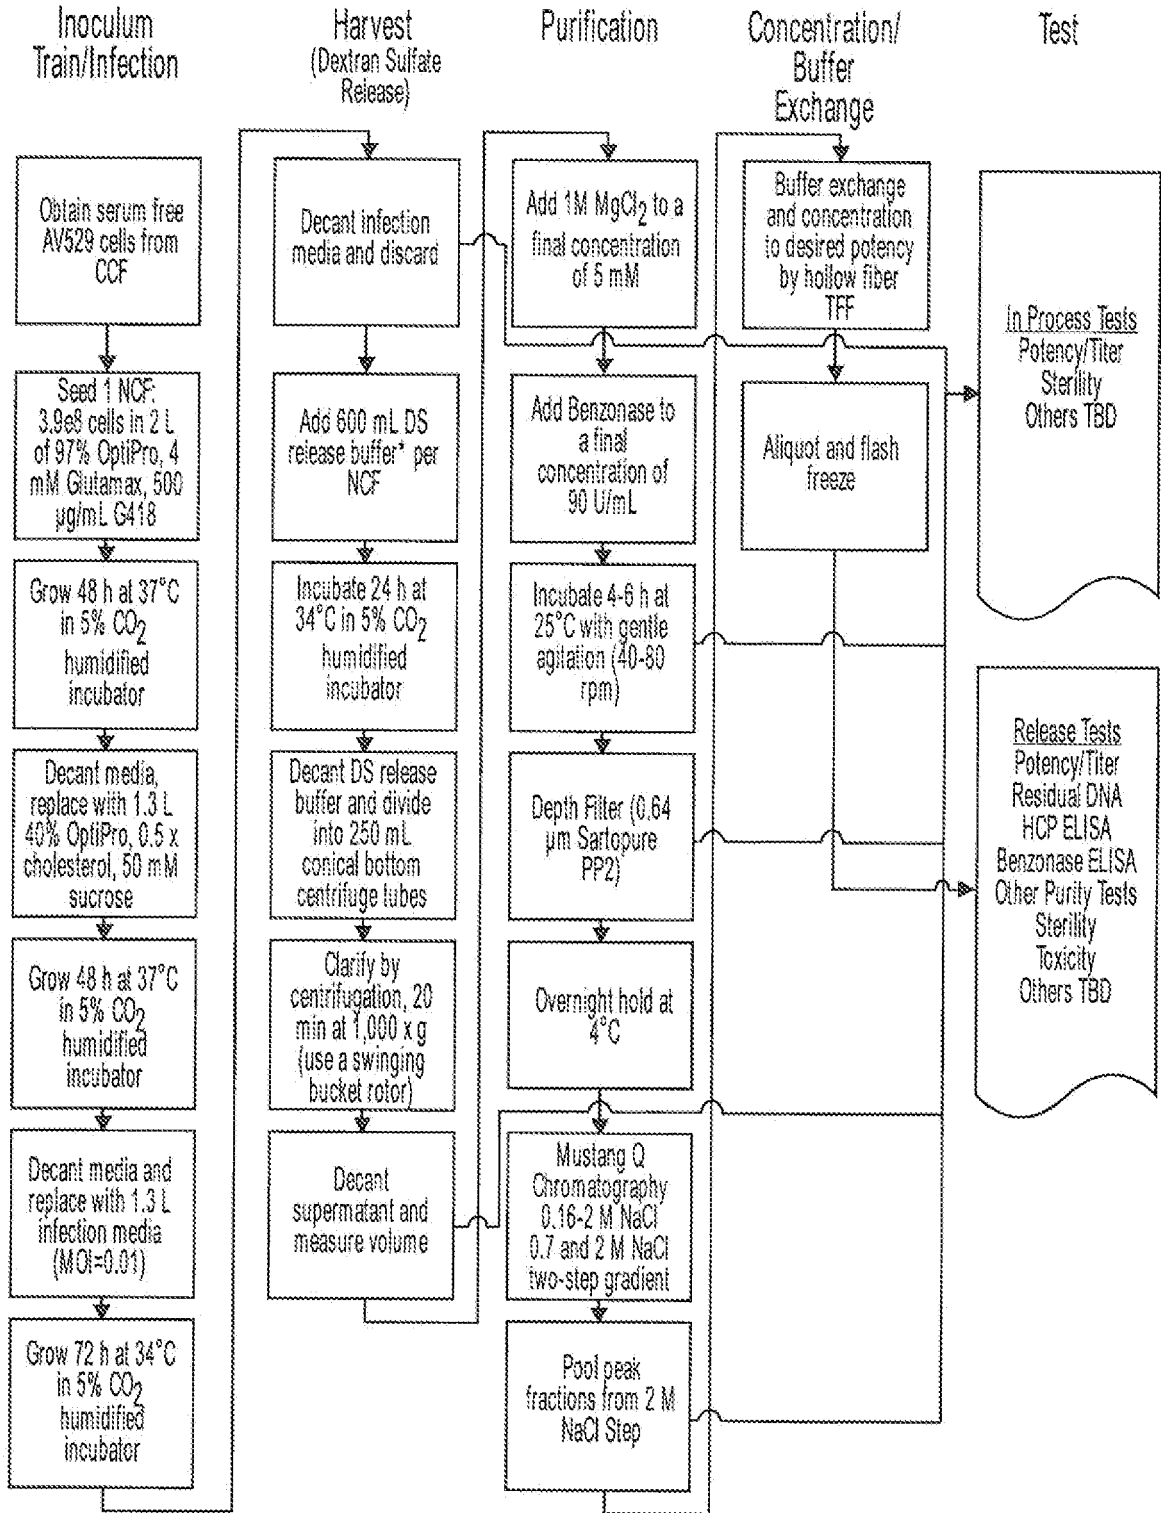 Inoculum
Train/Infection
Obtain serum free
AV529 cells from
CCF
Seed 1 NCF:
3.9e8 cells in 2 L
of 97% OptiPro, 4
mM Glutamax, 500
µg/mL G418
Grow 48 h at 37°C
in 5% CO2
humidified
incubator
Decant media,
replace with 1.3 L
40% OptiPro, 0.5 x
cholesterol, 50 mM
sucrose
Grow 48 h at 37°C
in 5% CO2
humidified
incubator
Decant media and
replace with 1.3 L
infection media
(MOI=0.01)
Grow 72 h at 34°C
in 5% CO2
humidified
incubator
Harvest
(Dextran Sulfate
Release)
Decant infection
media and discard
Add 600 mL DS
release buffer* per
NCF
Incubate 24 h at
34°C in 5% CO2
humidified
incubator
Decant DS release
buffer and divide
into 250 mL
conical bottom
centrifuge tubes
Clarify by
centrifugation, 20
min at 1,000 x g
(use a swinging
bucket rotor)
Decant
supermatant and
measure volume
Purification
Add 1M MgCl2 to a
final concentration
of 5 mM
Add Benzonase to
a final
concentration of
90 U/mL
Incubate 4-6 h at
25°C with gentle
agilation (40-80
rpm)
Depth Filter (0.64
µm Sartopure
PP2)
Overnight hold at
4°C
Mustang Q
Chromatography
0.16-2 M NaCl
0.7 and 2 M NaCl
two-step gradient
Pool peak
fractions from 2 M
NaCl Step
Concentration/
Buffer
Exchange
Buffer exchange
and concentration
to desired potency
by hollow fiber
TFF
Aliquot and flash
freeze
Test
In Process Tests
Potency/Titer
Sterility
Others TBD
Release Tests
Potency/Titer
Residual DNA
HCP ELISA
Benzonase ELISA
Other Purity Tests
Sterility
Toxicity
Others TBD